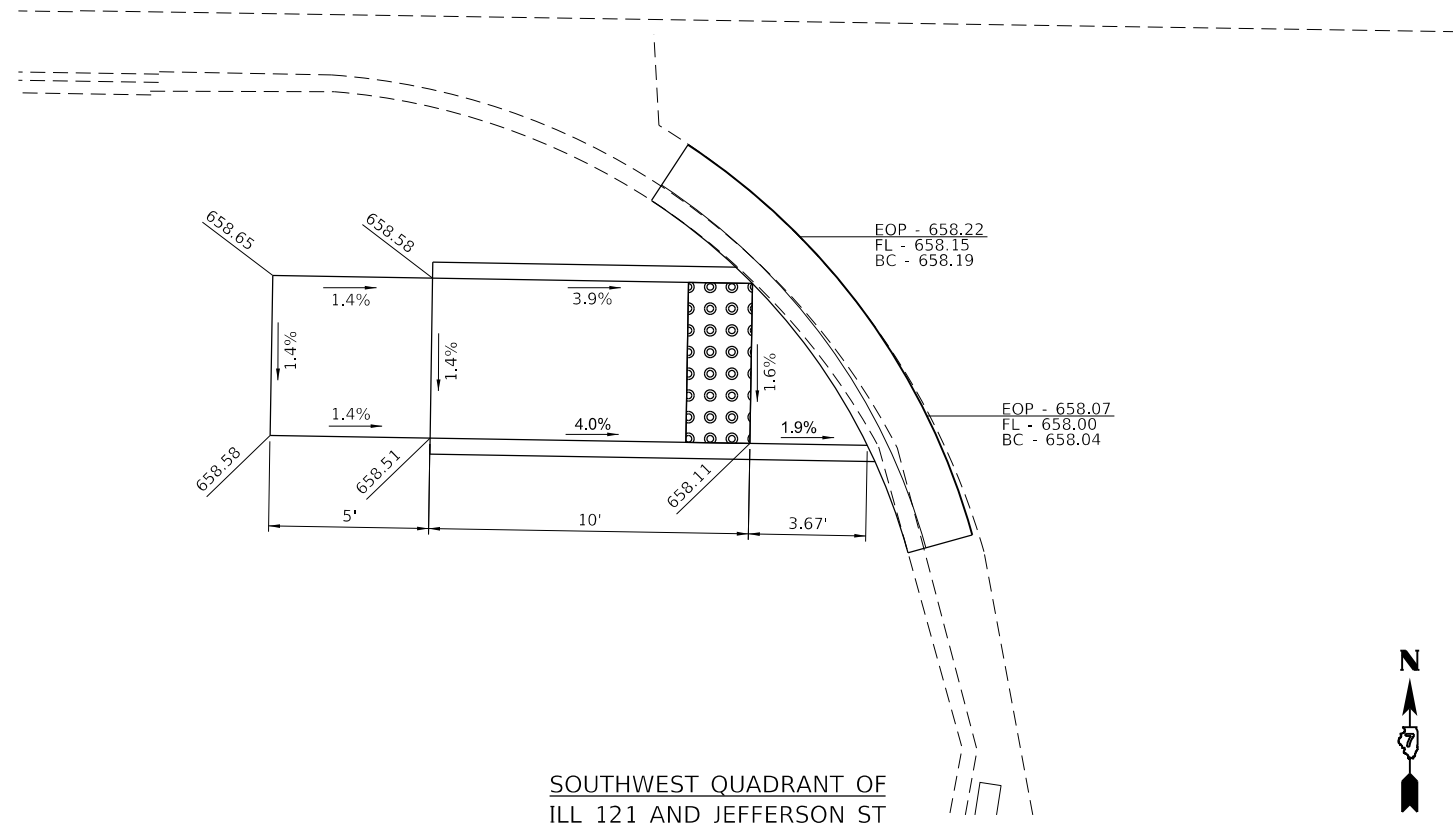 658.65
658.58
EOP - 658.22
FL - 658.15
BC - 658.19
1.4%
3.9%
1.4%
1.4%
1.6%
1.4%
4.0%
1.9%
EOP - 658.07
FL - 658.00
BC - 658.04
658.58
658.51
658.11
5'
10'
3.67'
N
7
SOUTHWEST QUADRANT OF
ILL 121 AND JEFFERSON ST